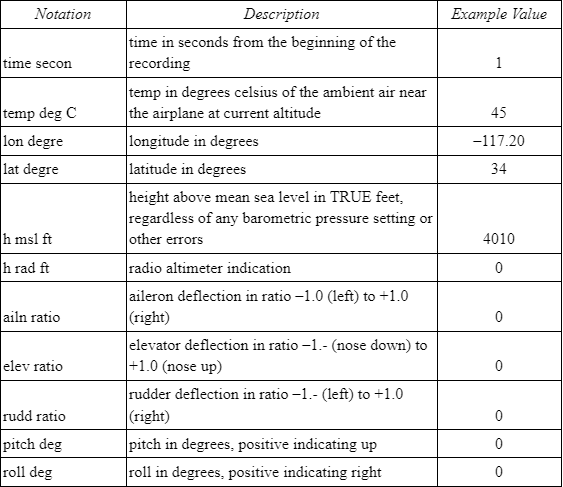 Notation Description Example Value
time in seconds from the beginning of the
time secon recording 1
temp in degrees celsius of the ambient air near
temp deg C the airplane at current altitude 45
lon degre longitude in degrees –117.20
lat degre latitude in degrees 34
height above mean sea level in TRUE feet,
regardless of any barometric pressure setting or
h msl ft other errors 4010
h rad ft radio altimeter indication 0
aileron deflection in ratio –1.0 (left) to +1.0
ailn ratio (right) 0
elevator deflection in ratio –1.- (nose down) to
elev ratio +1.0 (nose up) 0
rudder deflection in ratio –1.- (left) to +1.0
rudd ratio (right) 0
pitch deg pitch in degrees, positive indicating up 0
roll deg roll in degrees, positive indicating right 0